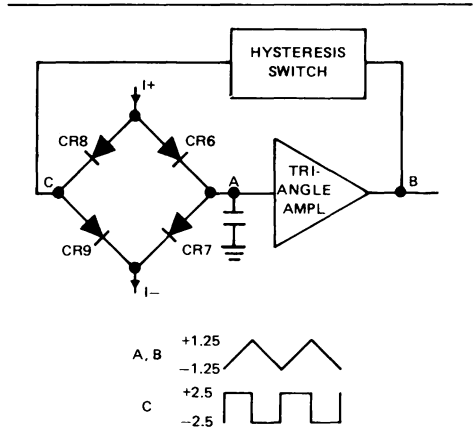 HYSTERESIS
SWITCH
I+
CR8
CR6
C
A
B
TRI-
ANGLE
AMPL
CR9
CR7
I−
A, B
+1.25
−1.25
C
+2.5
−2.5